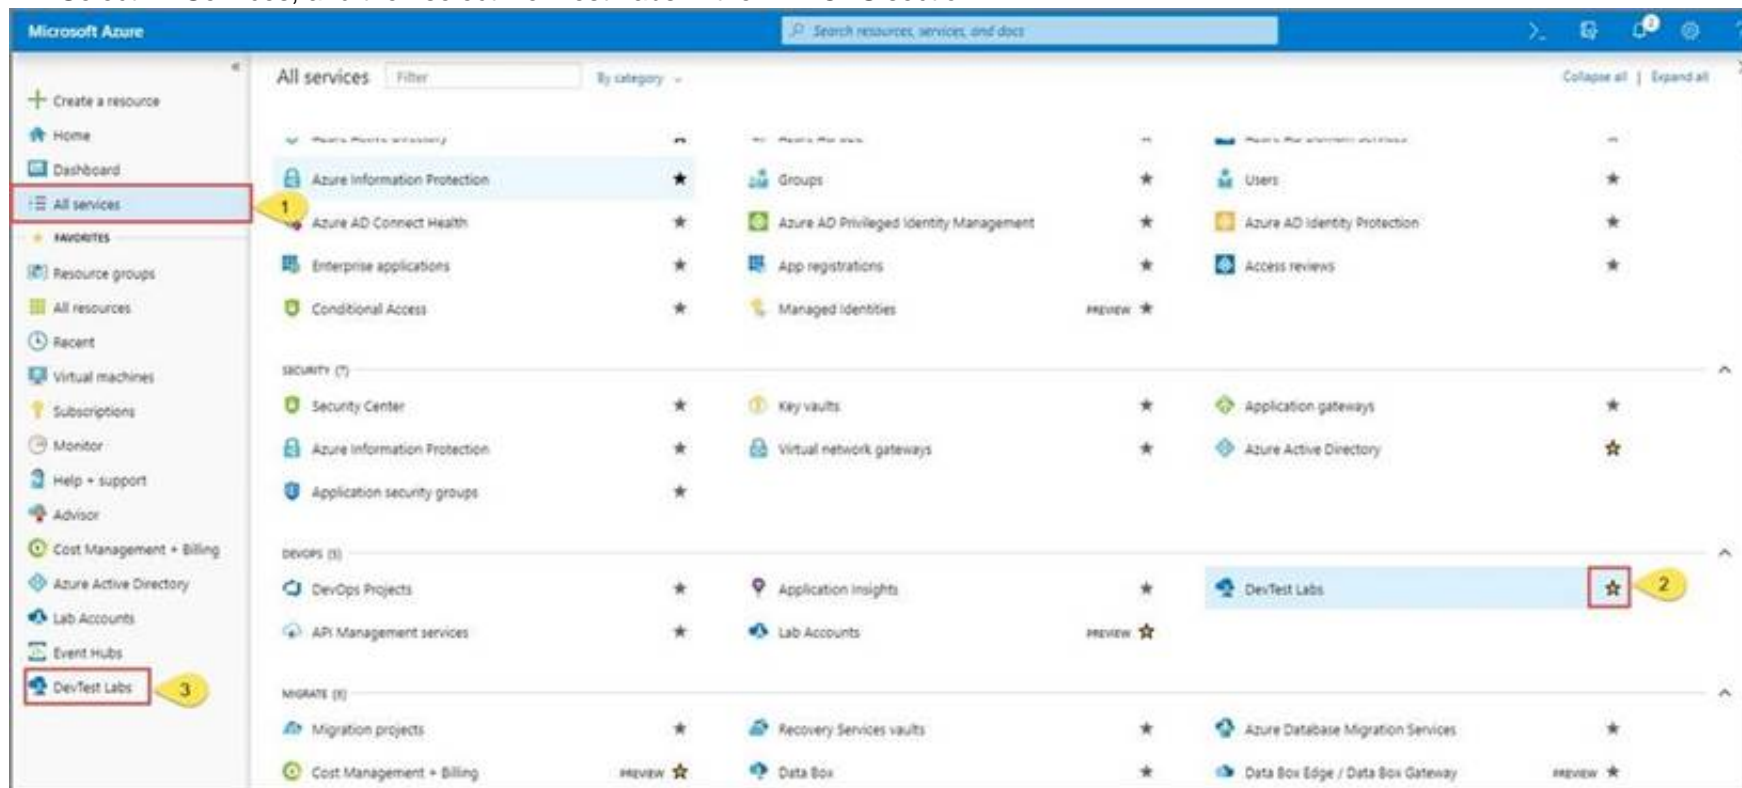 Microsoft Azure
Search resources, services, and docs
2
All services
Filter
By category
Collapse all | Expand all
Create a resource
Home
Dashboard
All services
1
FAVORITES
Resource groups
All resources
Recent
Virtual machines
Subscriptions
Monitor
Help + support
Advisor
Cost Management + Billing
Azure Active Directory
Lab Accounts
Event Hubs
DevTest Labs
3
Azure Information Protection
Groups
Users
Azure AD Connect Health
Azure AD Privileged Identity Management
Azure AD Identity Protection
Enterprise applications
App registrations
Access reviews
Conditional Access
Managed Identities
PREVIEW
SECURITY (7)
Security Center
Key vaults
Application gateways
Azure Information Protection
Virtual network gateways
Azure Active Directory
Application security groups
DEVOPS (5)
DevOps Projects
Application Insights
DevTest Labs
2
API Management services
Lab Accounts
PREVIEW
MIGRATE
Migration projects
Recovery Services vaults
Azure Database Migration Services
Cost Management + Billing
PREVIEW
Data Box
Data Box Edge / Data Box Gateway
PREVIEW